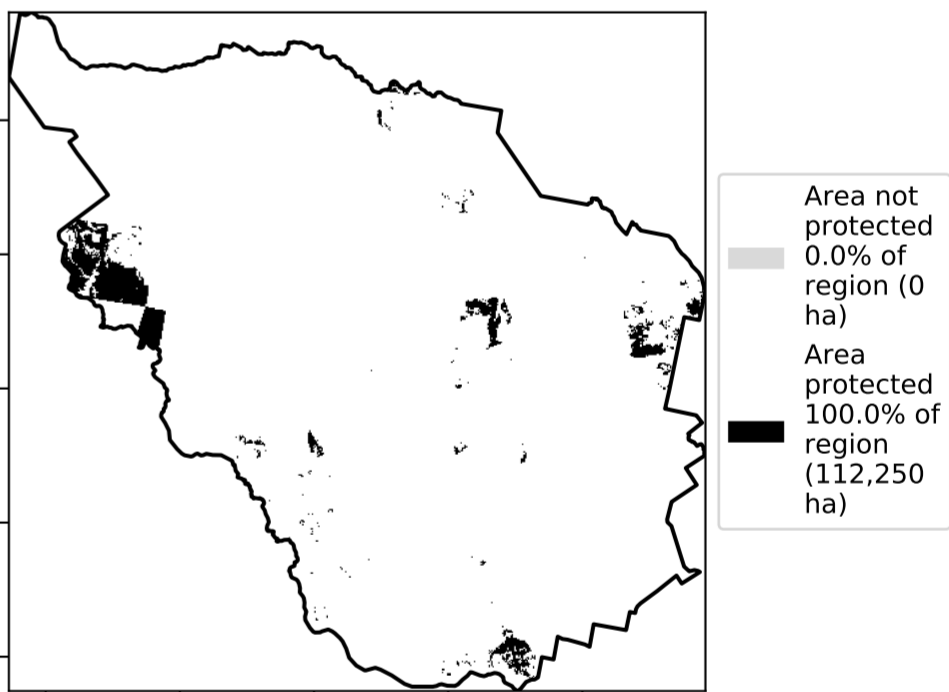 Area not
protected
0.0% of
region (0
ha)
Area
protected
100.0% of
region
(112,250
ha)